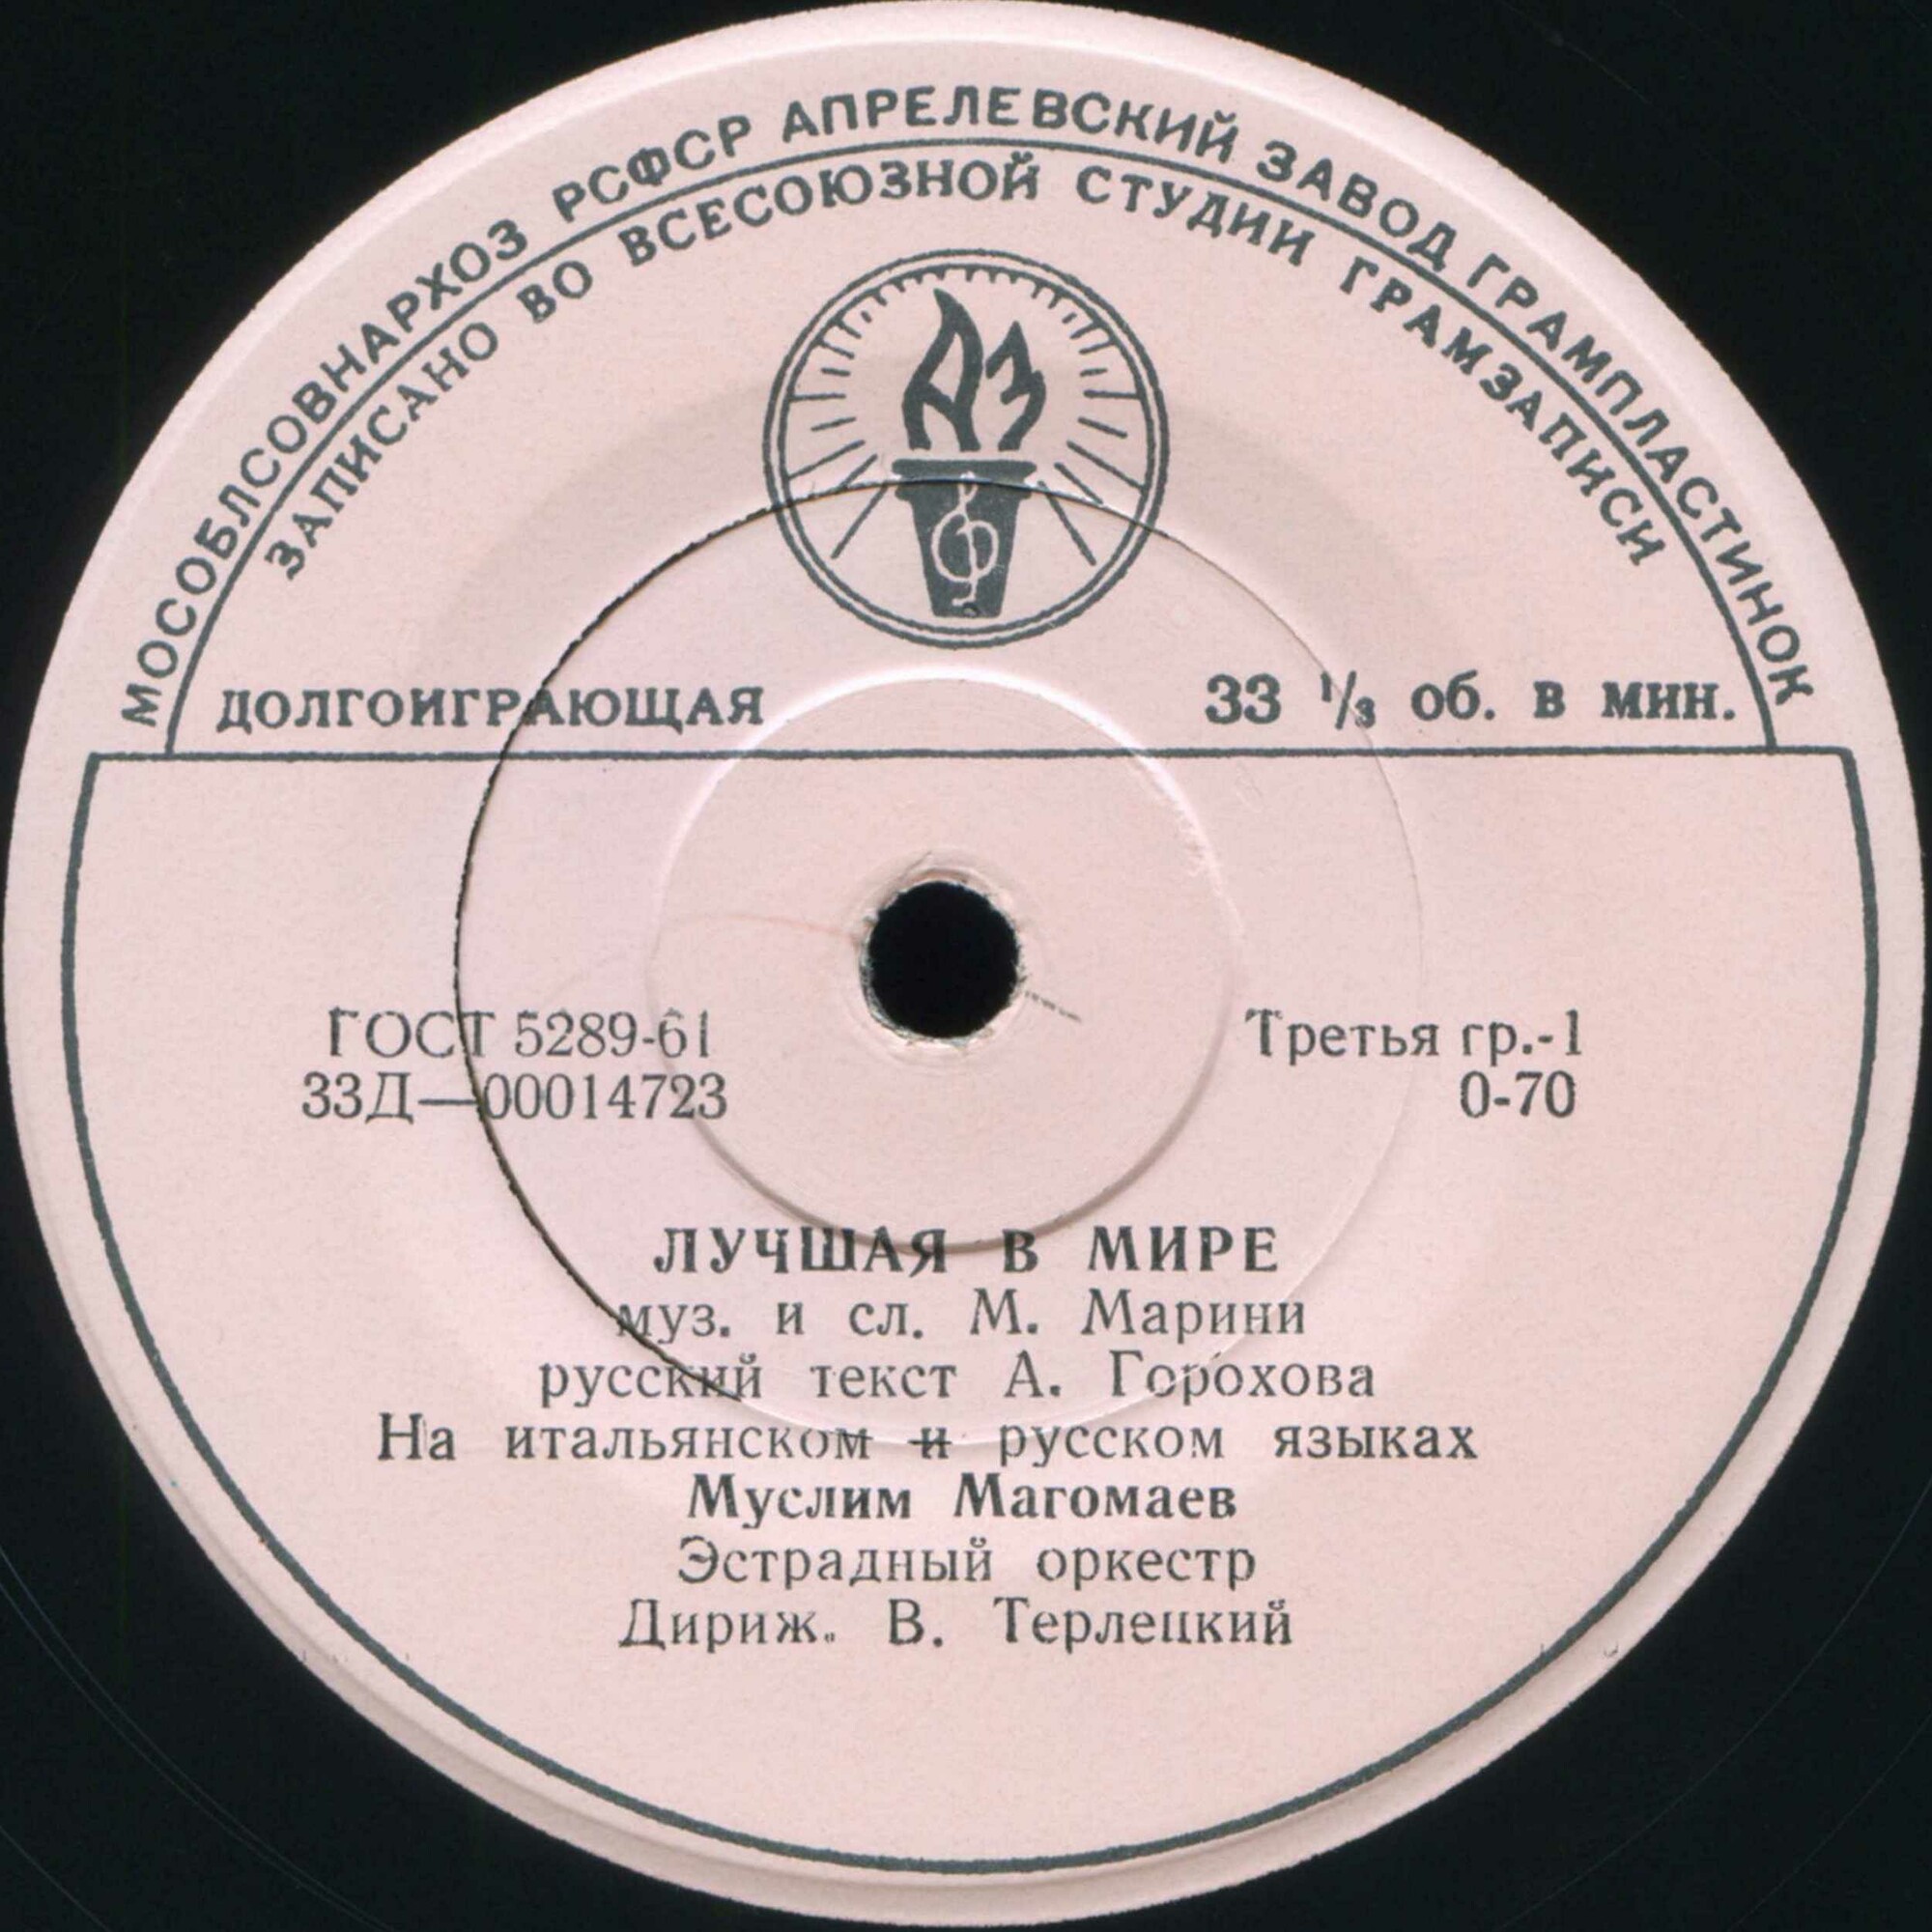 МОСОБЛСОВНАРХОЗ РСФСР АПРЕЛЕВСКИЙ ЗАВОД ГРАМПЛАСТИНОК
ЗАПИСАНО ВО ВСЕСОЮЗНОЙ СТУДИИ ГРАМЗАПИСИ
АЗ
ДОЛГОИГРАЮЩАЯ 33 1/3 об. в мин.
ГОСТ 5289-61 Третья гр.-1
33Д—00014723 0-70
ЛУЧШАЯ В МИРЕ
муз. и сл. М. Марини
русский текст А. Горохова
На итальянском и русском языках
Муслим Магомаев
Эстрадный оркестр
Дириж. В. Терлецкий